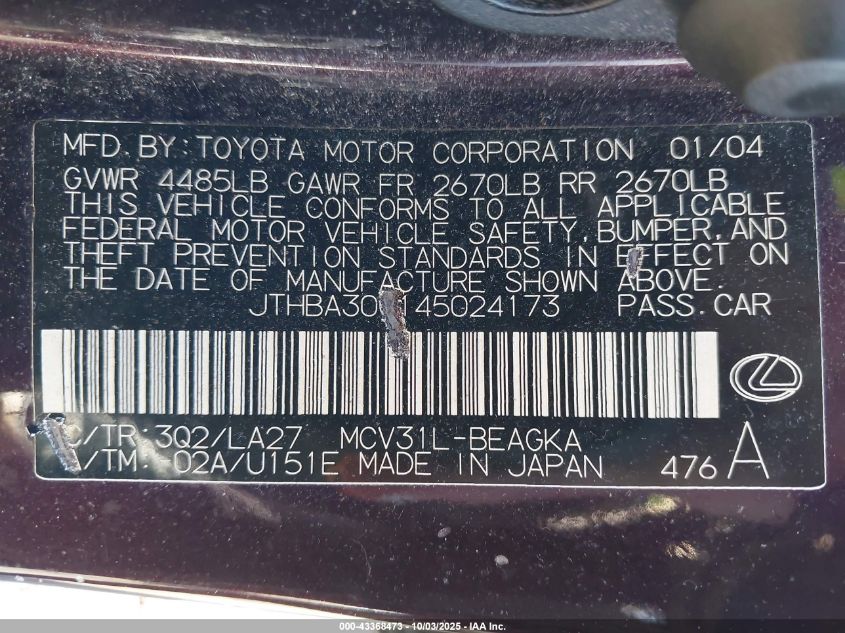 MFD BY: TOYOTA MOTOR CORPORATION 01/04
GVWR 4485LB GAWR FR 2670LB RR 2670LB
THIS VEHICLE CONFORMS TO ALL APPLICABLE
FEDERAL MOTOR VEHICLE SAFETY, BUMPER, AND
THEFT PREVENTION STANDARDS IN EFFECT ON
THE DATE OF MANUFACTURE SHOWN ABOVE.
PASS.CAR
C/TR: 3Q2/LA27 MCV31L-BEAGKA
/TM: 02A/U151E MADE IN JAPAN 476 A
000-43368473 - 10/03/2025 - IAA Inc.